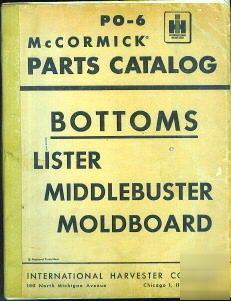 PO-6
McCORMICK®
PARTS CATALOG
BOTTOMS
LISTER
MIDDLEBUSTER
MOLDBOARD
INTERNATIONAL HARVESTER CO
180 North Michigan Avenue Chicago 1, Il